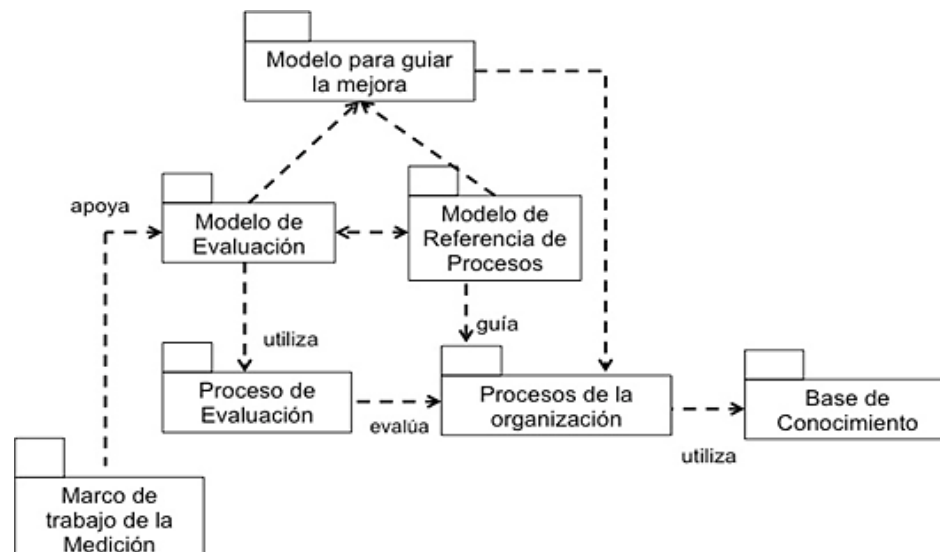 Modelo para guiar
la mejora
apoya
Modelo de
Evaluación
Modelo de
Referencia de
Procesos
utiliza
guía
Proceso de
Evaluación
evalúa
Procesos de la
organización
utiliza
Base de
Conocimiento
Marco de
trabajo de la
Medición